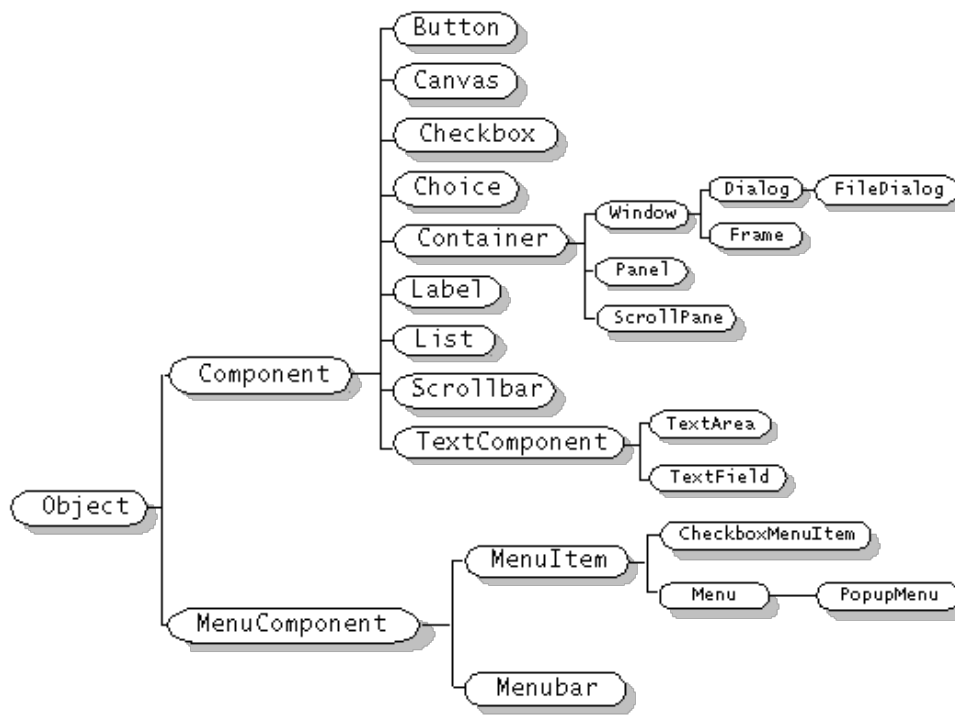 Button
Canvas
Checkbox
Choice
Container
Window
Dialog
FileDialog
Frame
Panel
ScrollPane
Label
List
Component
Scrollbar
TextComponent
TextArea
TextField
Object
MenuItem
CheckboxMenuItem
Menu
PopupMenu
MenuComponent
Menubar